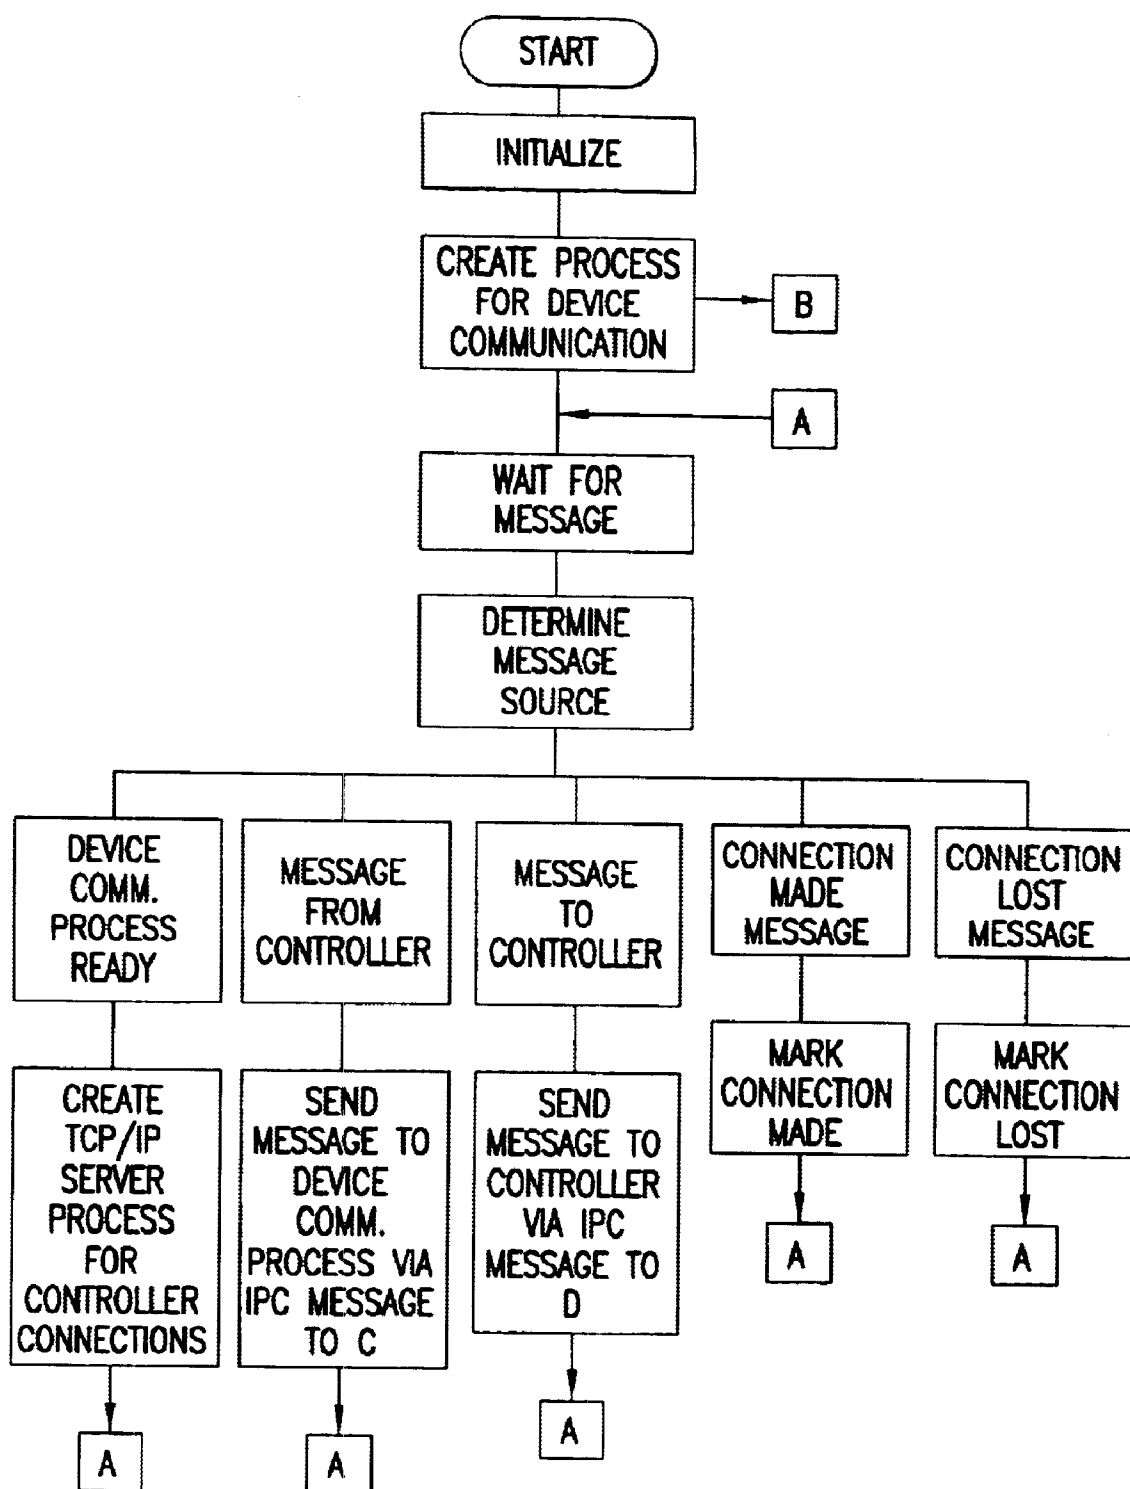 START
INITIALIZE
CREATE PROCESS
FOR DEVICE
COMMUNICATION
B
A
WAIT FOR
MESSAGE
DETERMINE
MESSAGE
SOURCE
DEVICE
COMM.
PROCESS
READY
MESSAGE
FROM
CONTROLLER
MESSAGE
TO
CONTROLLER
CONNECTION
MADE
MESSAGE
CONNECTION
LOST
MESSAGE
CREATE
TCP/IP
SERVER
PROCESS
FOR
CONTROLLER
CONNECTIONS
SEND
MESSAGE TO
DEVICE
COMM.
PROCESS VIA
IPC MESSAGE
TO C
SEND
MESSAGE TO
CONTROLLER
VIA IPC
MESSAGE TO
D
MARK
CONNECTION
MADE
MARK
CONNECTION
LOST
A
A
A
A
A